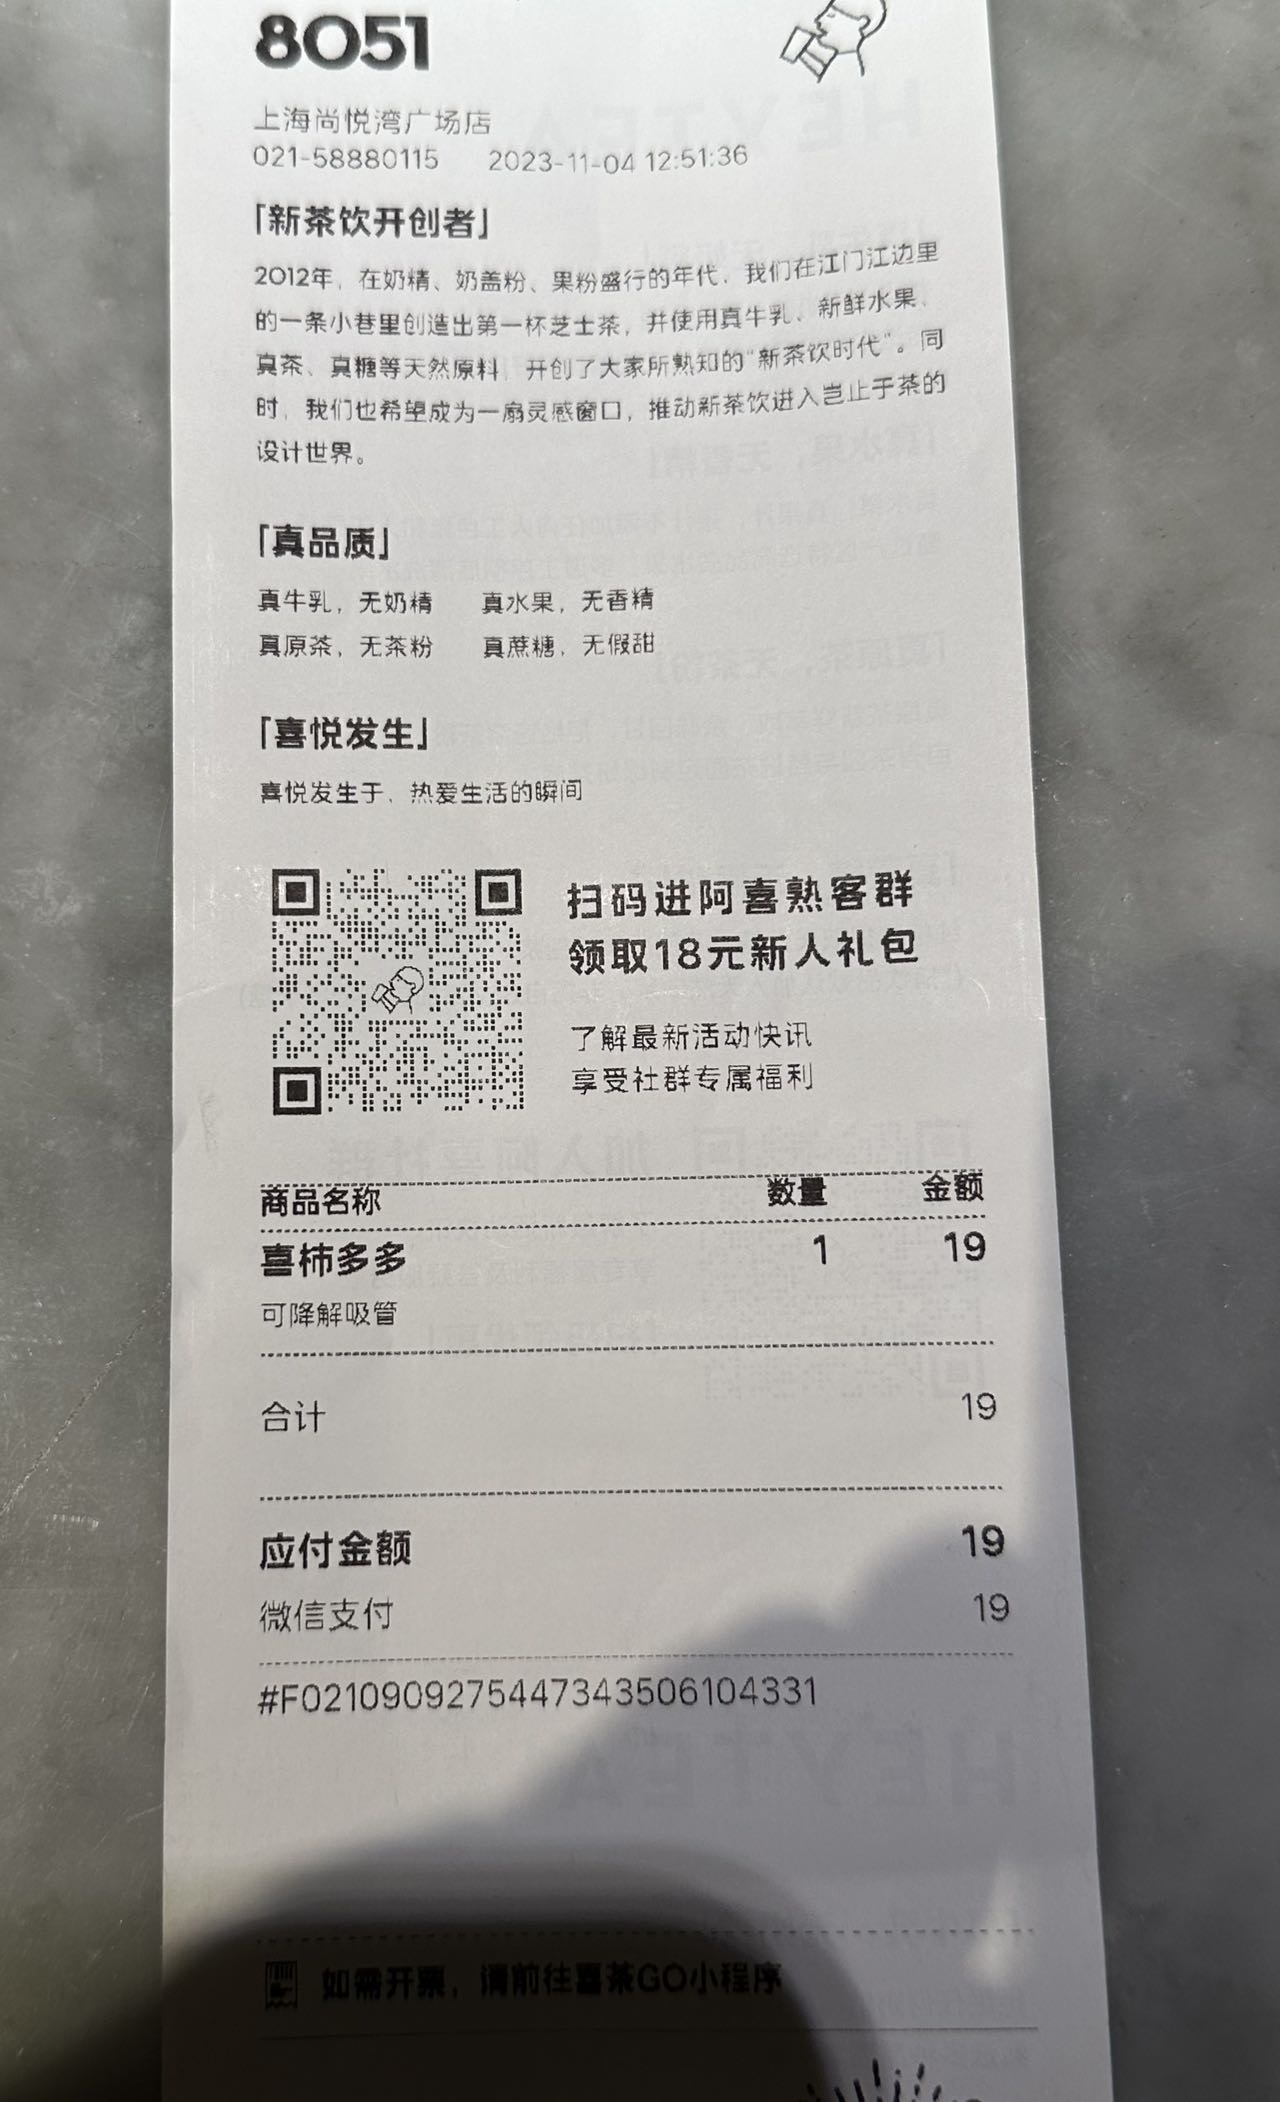 8051
上海尚悦湾广场店
021-58880115 2023-11-04 12:51:36
「新茶饮开创者」
2012年，在奶精、奶盖粉、果粉盛行的年代，我们在江门江边里
的一条小巷里创造出第一杯芝士茶，并使用真牛乳、新鲜水果、
真茶、真糖等天然原料，开创了大家所熟知的“新茶饮时代”。同
时，我们也希望成为一扇灵感窗口，推动新茶饮进入岂止于茶的
设计世界。
「真品质」
真牛乳，无奶精 真水果，无香精
真原茶，无茶粉 真蔗糖，无假甜
「喜悦发生」
喜悦发生于、热爱生活的瞬间
扫码进阿喜熟客群
领取18元新人礼包
了解最新活动快讯
享受社群专属福利
商品名称 数量 金额
喜柿多多 1 19
可降解吸管
合计 19
应付金额 19
微信支付 19
#F0210909275447343506104331
如需开票，请前往喜茶GO小程序